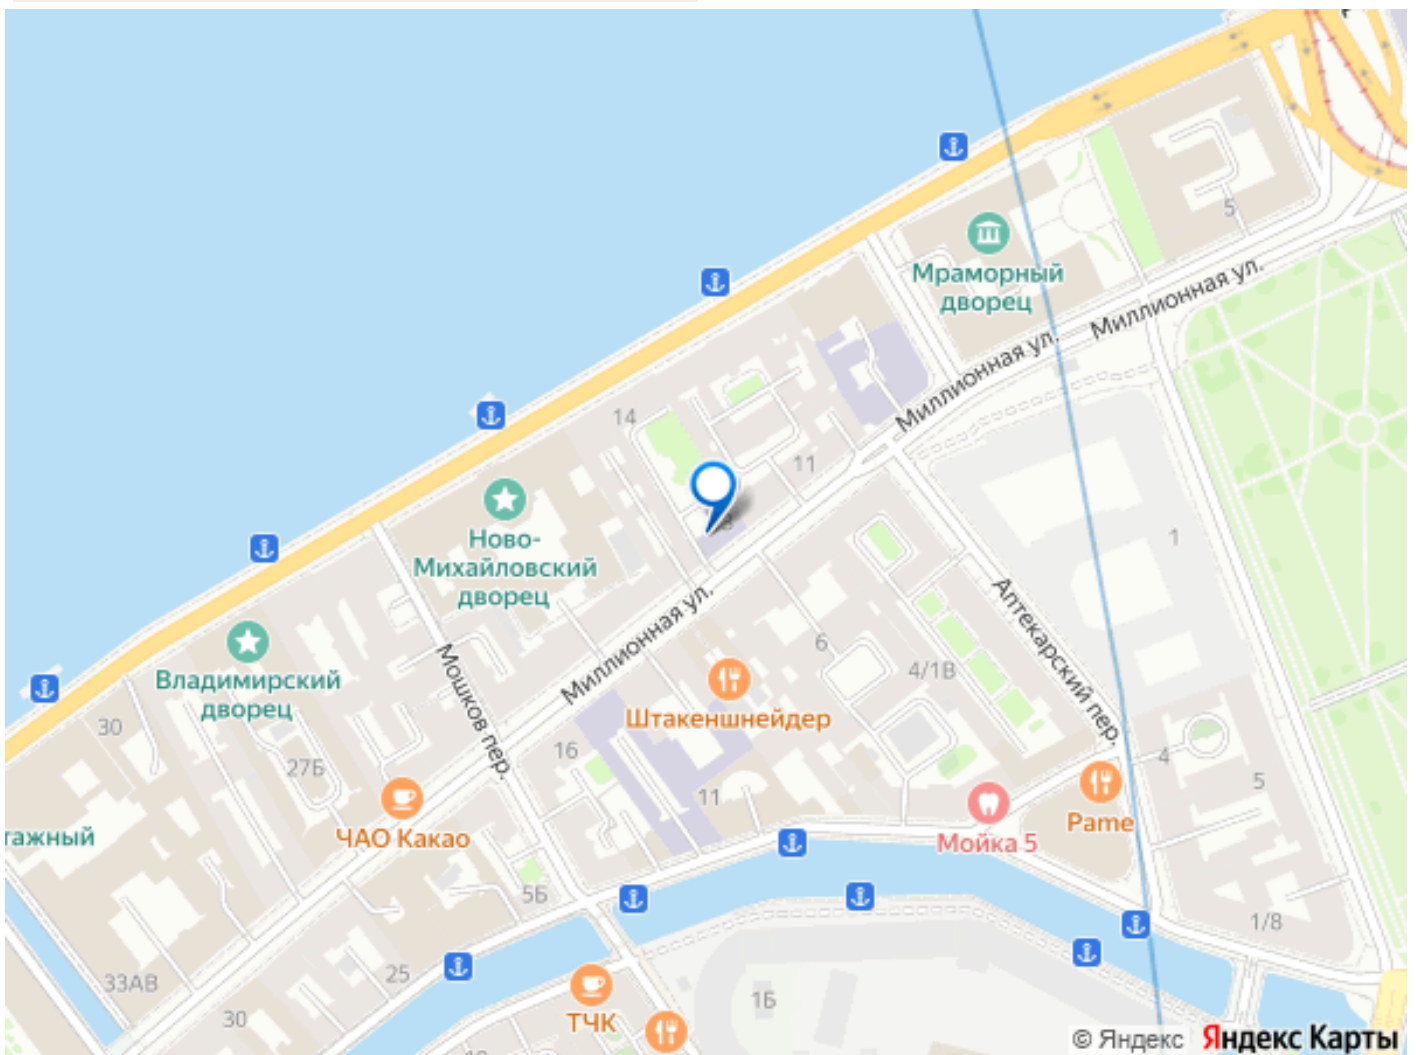 5
Мраморный
дворец
Миллионная ул.
Миллионная ул.
14
11
Ново-
Михайловский
дворец
1
Миллионная ул.
Аптекарский пер.
6
4/1В
Владимирский
дворец
Мошков пер.
Штакеншнейдер
30
16
27Б
4
5
11
ЧАО Какао
Мойка 5
Pame
тажный
5Б
1/8
25
33АВ
1Б
30
ТЧК
© Яндекс Яндекс Карты